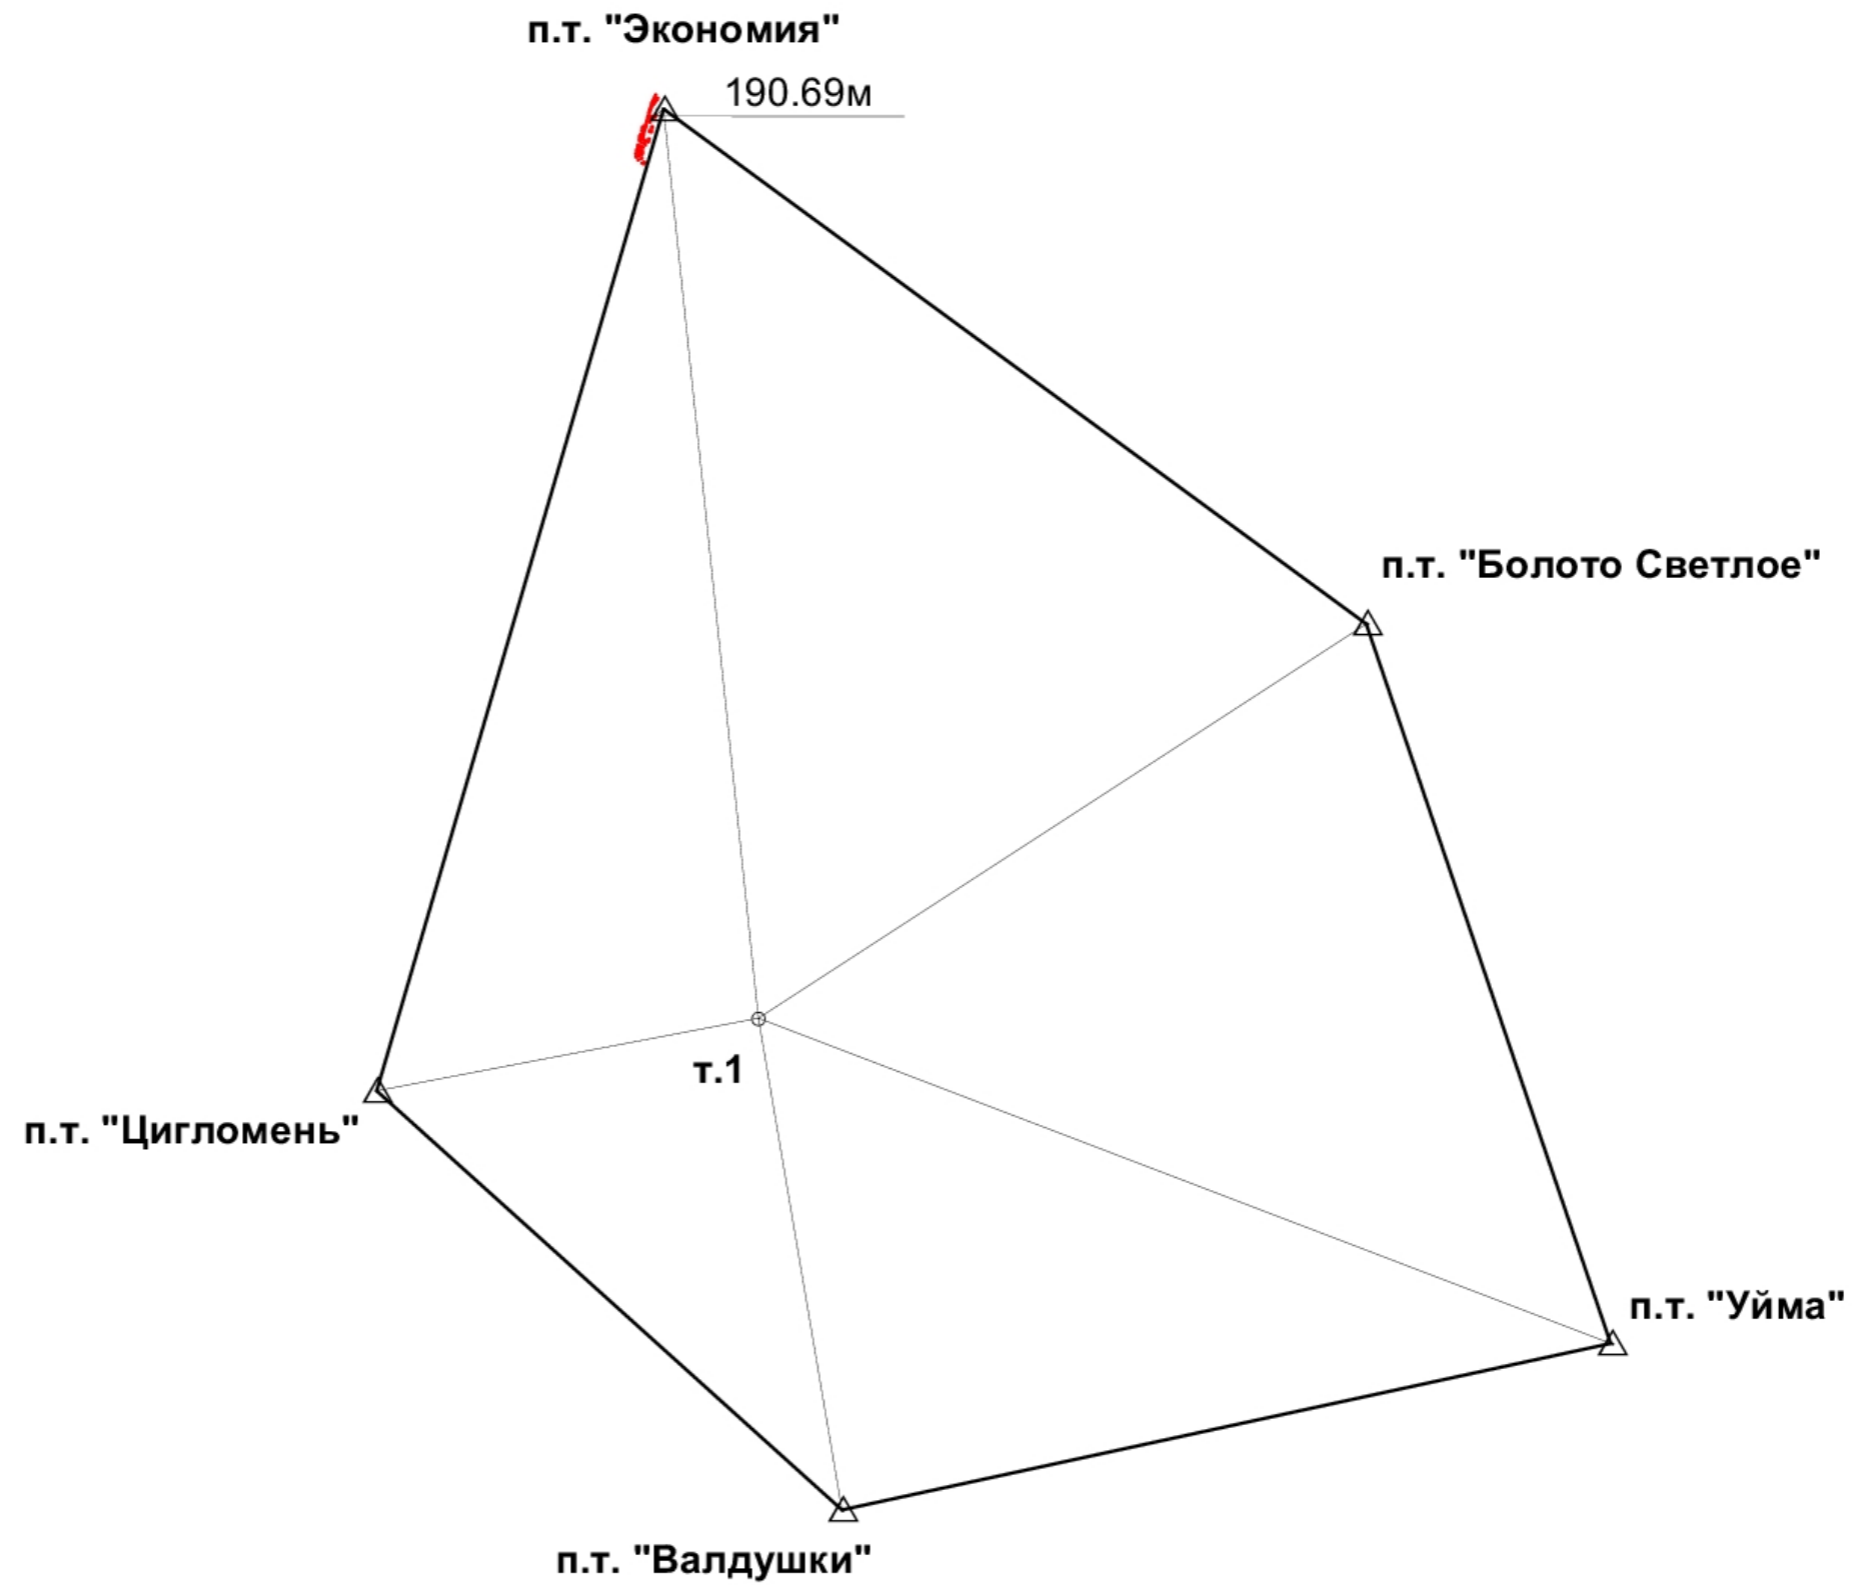 п.т. "Экономия"
190.69м
п.т. "Болото Светлое"
т.1
п.т. "Цигломень"
п.т. "Уйма"
п.т. "Валдушки"